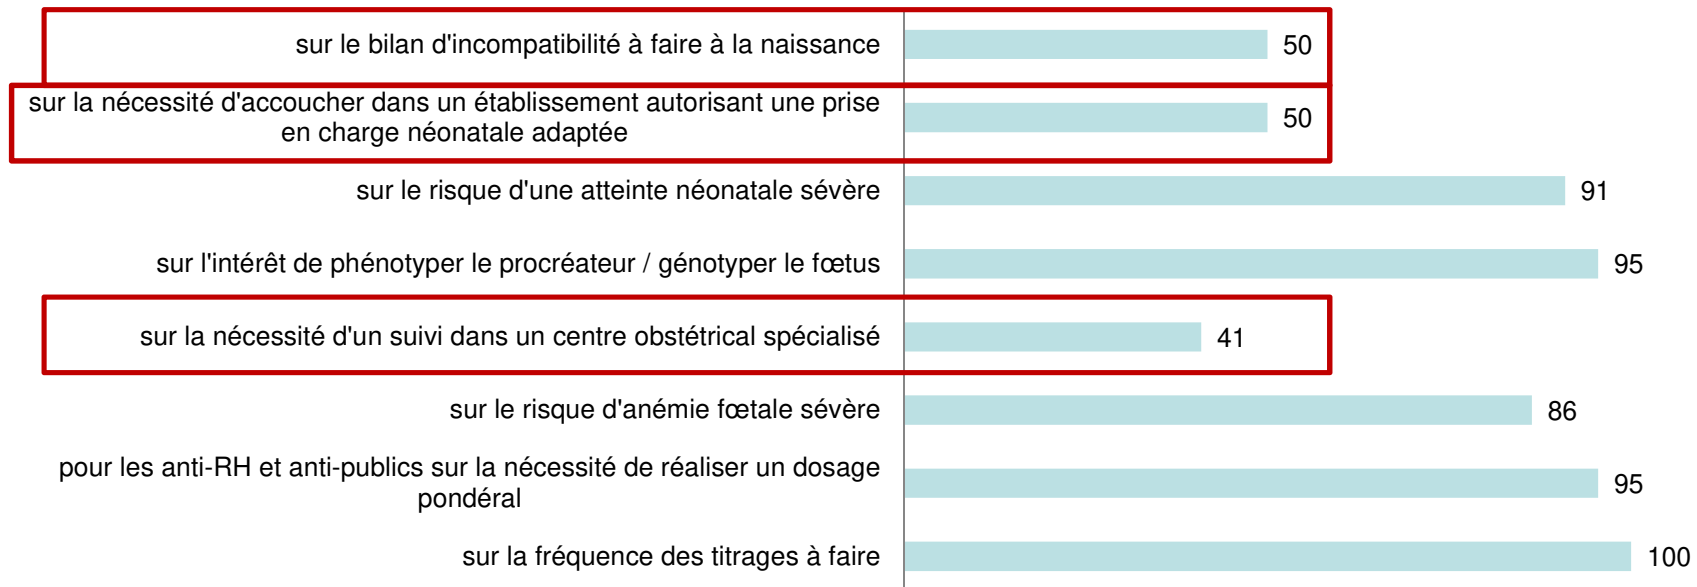 sur le bilan d'incompatibilité à faire à la naissance 50
sur la nécessité d'accoucher dans un établissement autorisant une prise
en charge néonatale adaptée 50
sur le risque d'une atteinte néonatale sévère 91
sur l'intérêt de phénotyper le procréateur / génotyper le fœtus 95
sur la nécessité d'un suivi dans un centre obstétrical spécialisé 41
sur le risque d'anémie fœtale sévère 86
pour les anti-RH et anti-publics sur la nécessité de réaliser un dosage
pondéral 95
sur la fréquence des titrages à faire 100